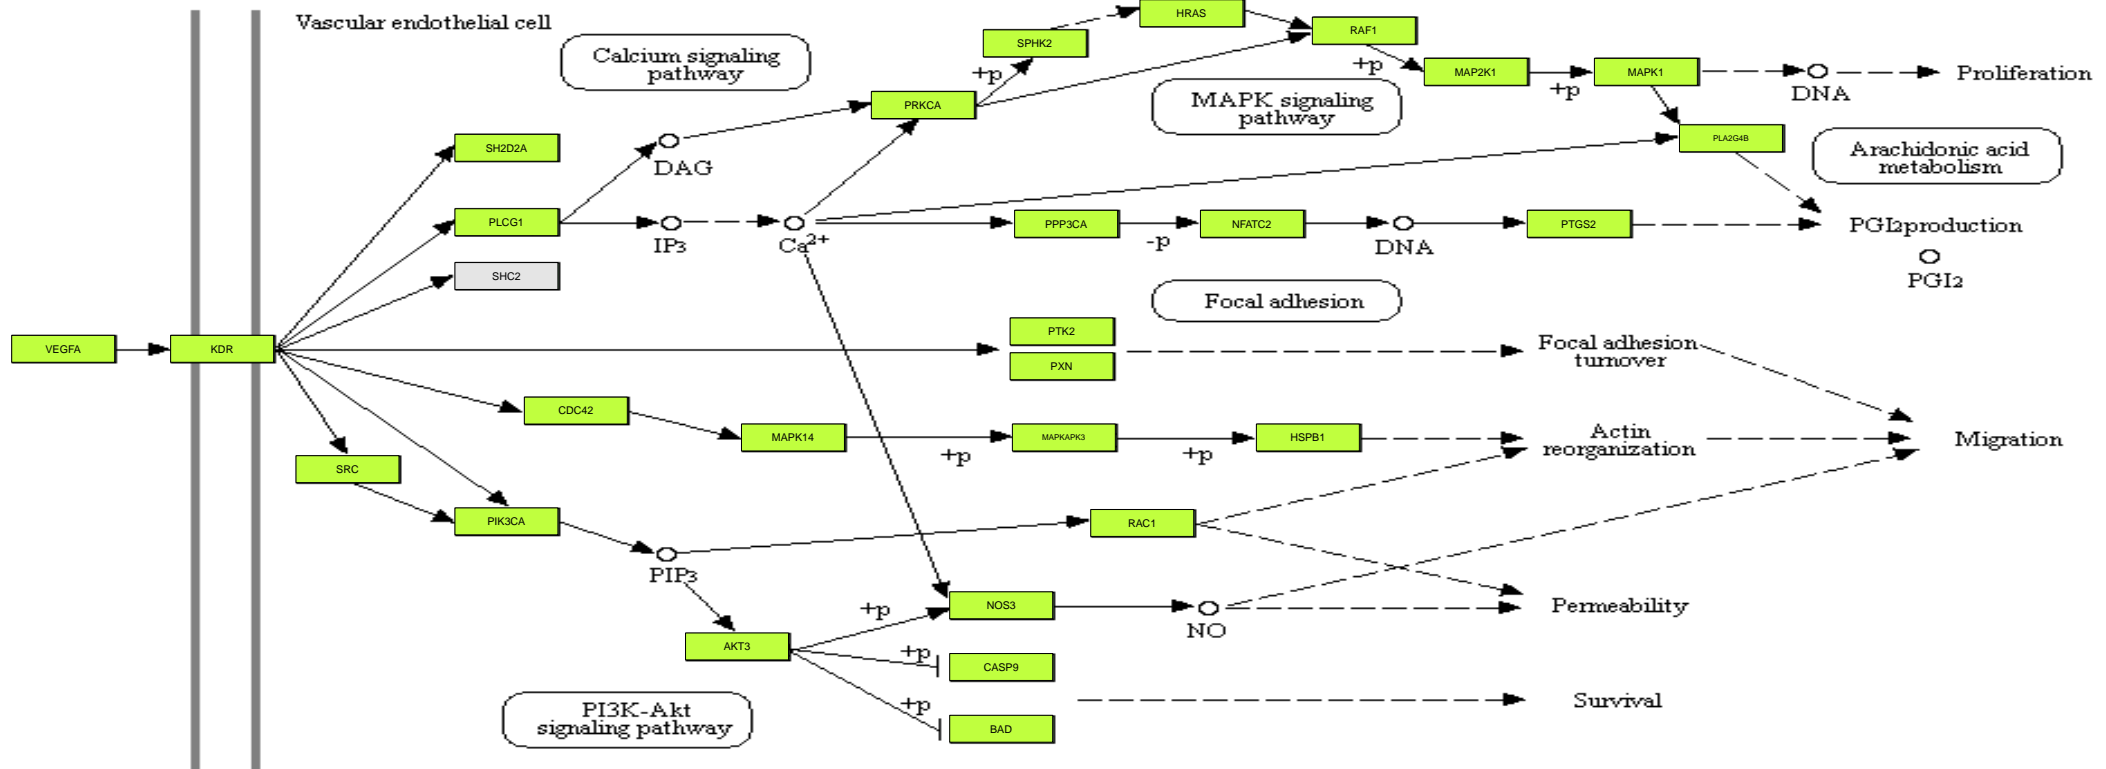 Vascular endothelial cell
HRAS
RAF1
SPHK2
Calcium signaling
pathway
+p
+p
MAP2K1
MAPK1
Proliferation
+p
DNA
PRKCA
MAPK signaling
pathway
SH2D2A
DAG
PLA2G4B
Arachidonic acid
metabolism
PLCG1
IP3
Ca2+
PPP3CA
-p
NFATC2
DNA
PTGS2
PGI2production
PGI2
SHC2
Focal adhesion
VEGFA
KDR
PTK2
PXN
Focal adhesion
turnover
CDC42
MAPK14
+p
MAPKAPK3
+p
HSPB1
Actin
reorganization
Migration
SRC
PIK3CA
RAC1
PIP3
+p
NOS3
NO
Permeability
AKT3
+p
CASP9
+p
BAD
Survival
PI3K-Akt
signaling pathway